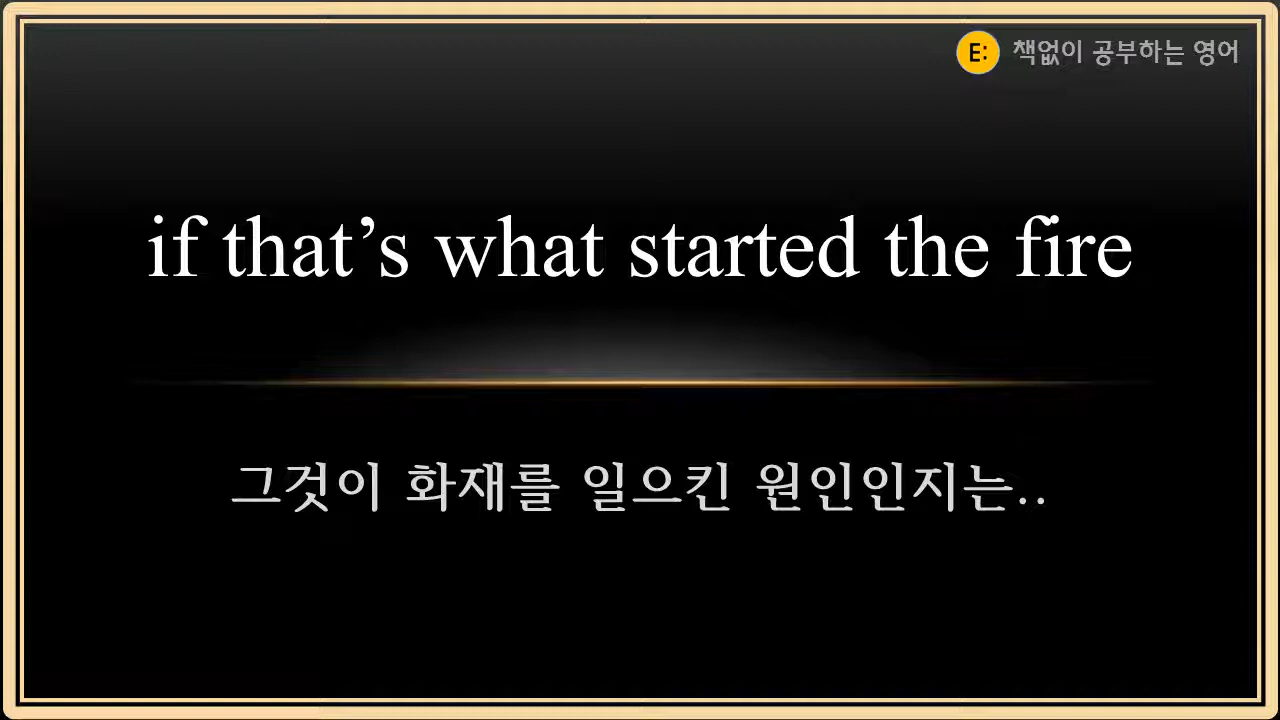 E: 책없이 공부하는 영어
if that’s what started the fire
그것이 화재를 일으킨 원인인지는..